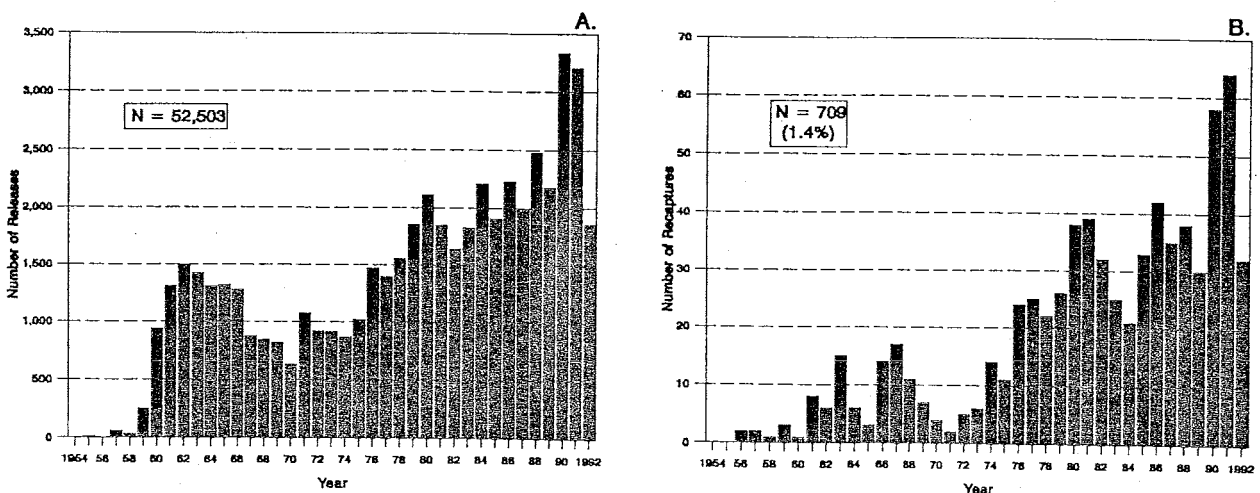 A.
3,500
3,000
2,500
2,000
1,500
1,000
500
0
Number of Releases
N = 52,503
1954 56 58 60 62 64 66 68 70 72 74 76 78 80 82 84 86 88 90 1992
Year
B.
70
60
50
40
30
20
10
0
Number of Recaptures
N = 709
(1.4%)
1954 56 58 60 62 64 66 68 70 72 74 76 78 80 82 84 86 88 90 1992
Year